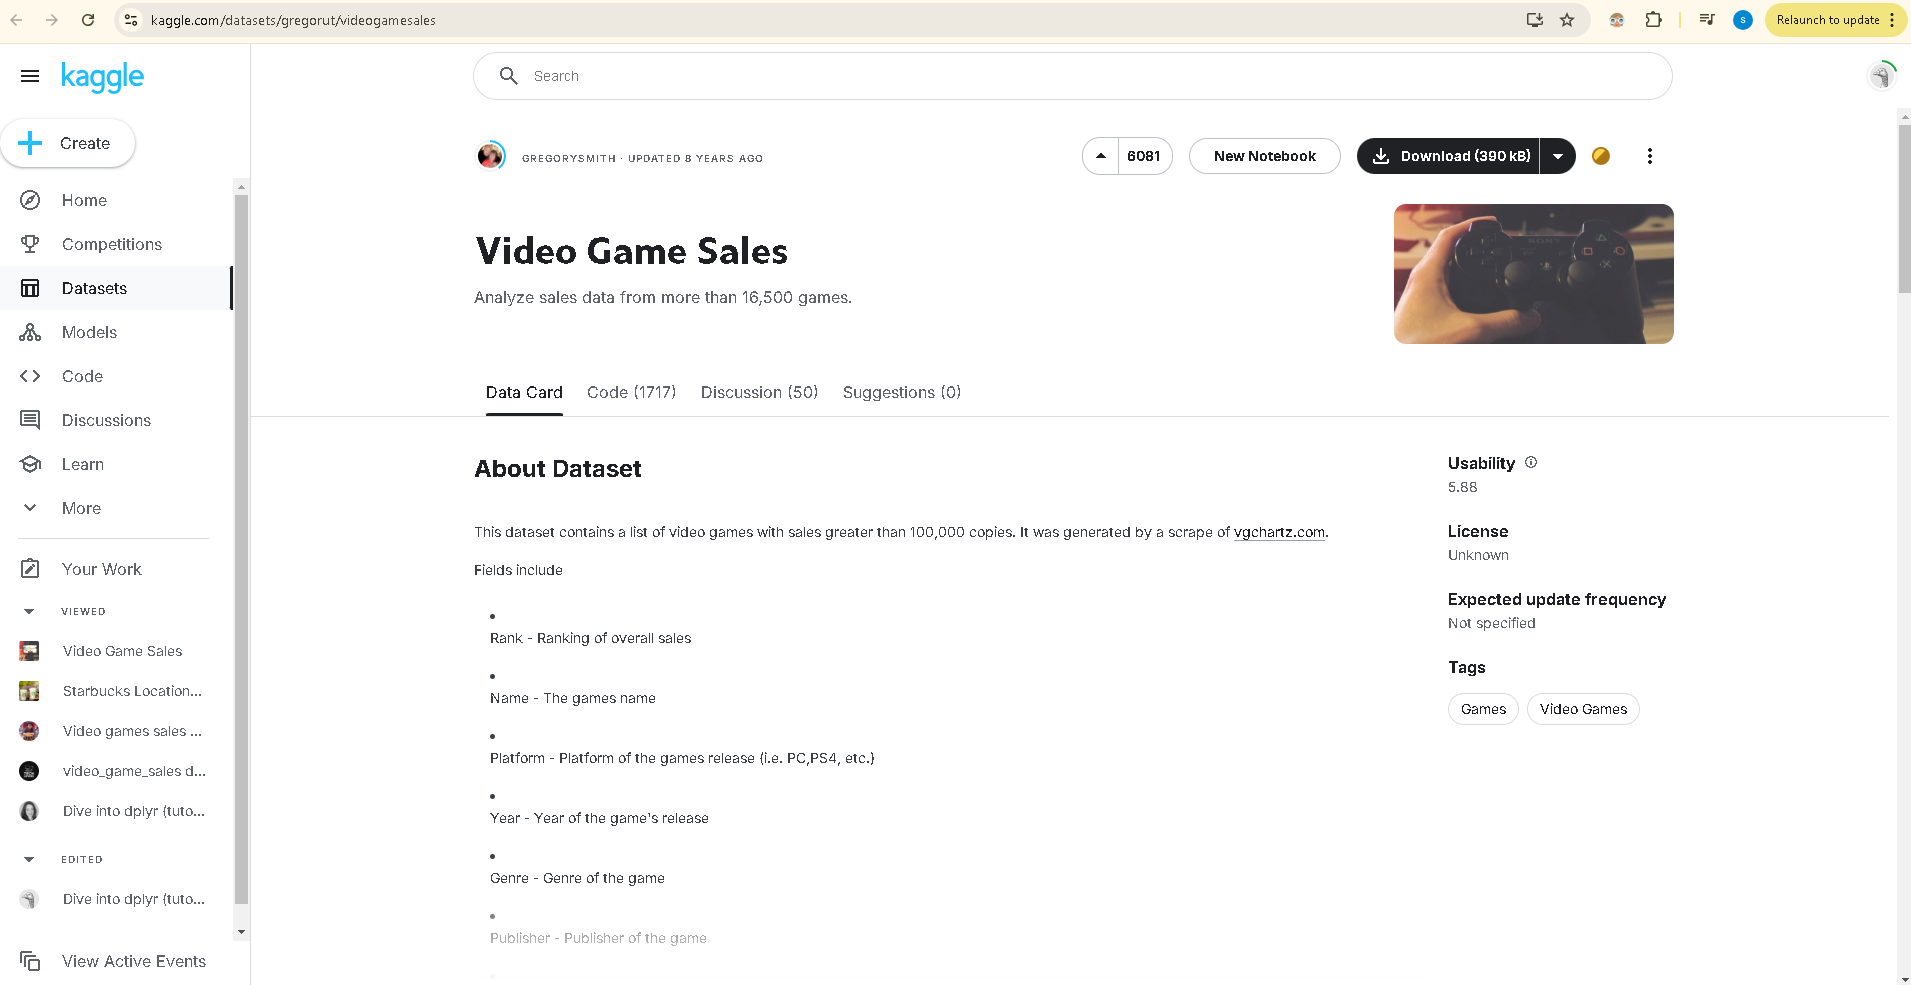 kaggle.com/datasets/gregorut/videogamesales
S
Relaunch to update
kaggle
Search
Create
Home
Competitions
Datasets
Models
Code
Discussions
Learn
More
Your Work
VIEWED
Video Game Sales
Starbucks Location...
Video games sales ...
video_game_sales d...
Dive into dplyr (tuto...
EDITED
Dive into dplyr (tuto...
View Active Events
GREGORYSMITH · UPDATED 8 YEARS AGO
6081
New Notebook
Download (390 kB)
Video Game Sales
Analyze sales data from more than 16,500 games.
SONY
Data Card
Code (1717)
Discussion (50)
Suggestions (0)
About Dataset
This dataset contains a list of video games with sales greater than 100,000 copies. It was generated by a scrape of vgchartz.com.
Fields include
Rank - Ranking of overall sales
Name - The games name
Platform - Platform of the games release (i.e. PC,PS4, etc.)
Year - Year of the game's release
Genre - Genre of the game
Publisher - Publisher of the game
Usability
5.88
License
Unknown
Expected update frequency
Not specified
Tags
Games
Video Games